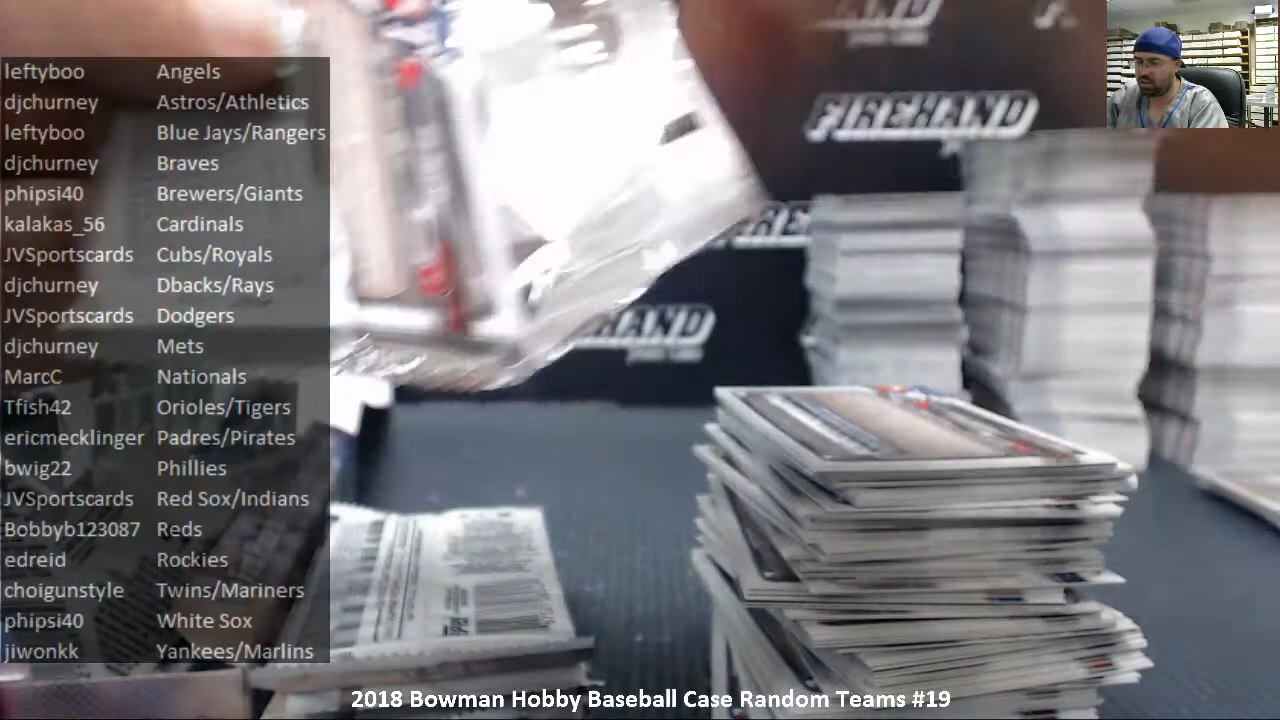 leftyboo Angels
djchurney Astros/Athletics
leftyboo Blue Jays/Rangers
djchurney Braves
phipsi40 Brewers/Giants
kalakas_56 Cardinals
JVSportscards Cubs/Royals
djchurney Dbacks/Rays
JVSportscards Dodgers
djchurney Mets
MarcC Nationals
Tfish42 Orioles/Tigers
ericmecklinger Padres/Pirates
bwig22 Phillies
JVSportscards Red Sox/Indians
Bobbyb123087 Reds
edreid Rockies
choigunstyle Twins/Mariners
phipsi40 White Sox
jiwonkk Yankees/Marlins
FIREHAND
2018 Bowman Hobby Baseball Case Random Teams #19